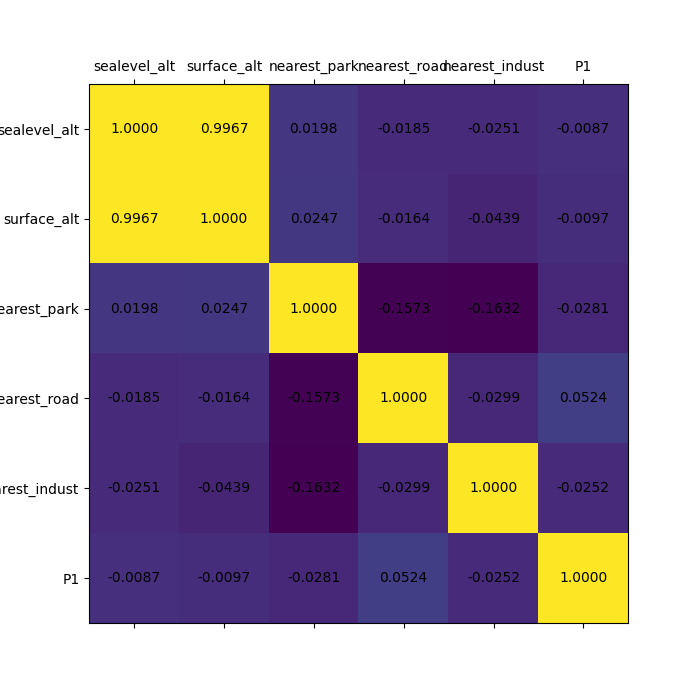 sealevel_alt surface_alt nearest_park nearest_road nearest_indust P1
sealevel_alt 1.0000 0.9967 0.0198 -0.0185 -0.0251 -0.0087
surface_alt 0.9967 1.0000 0.0247 -0.0164 -0.0439 -0.0097
earest_park 0.0198 0.0247 1.0000 -0.1573 -0.1632 -0.0281
earest_road -0.0185 -0.0164 -0.1573 1.0000 -0.0299 0.0524
rest_indust -0.0251 -0.0439 -0.1632 -0.0299 1.0000 -0.0252
P1 -0.0087 -0.0097 -0.0281 0.0524 -0.0252 1.0000